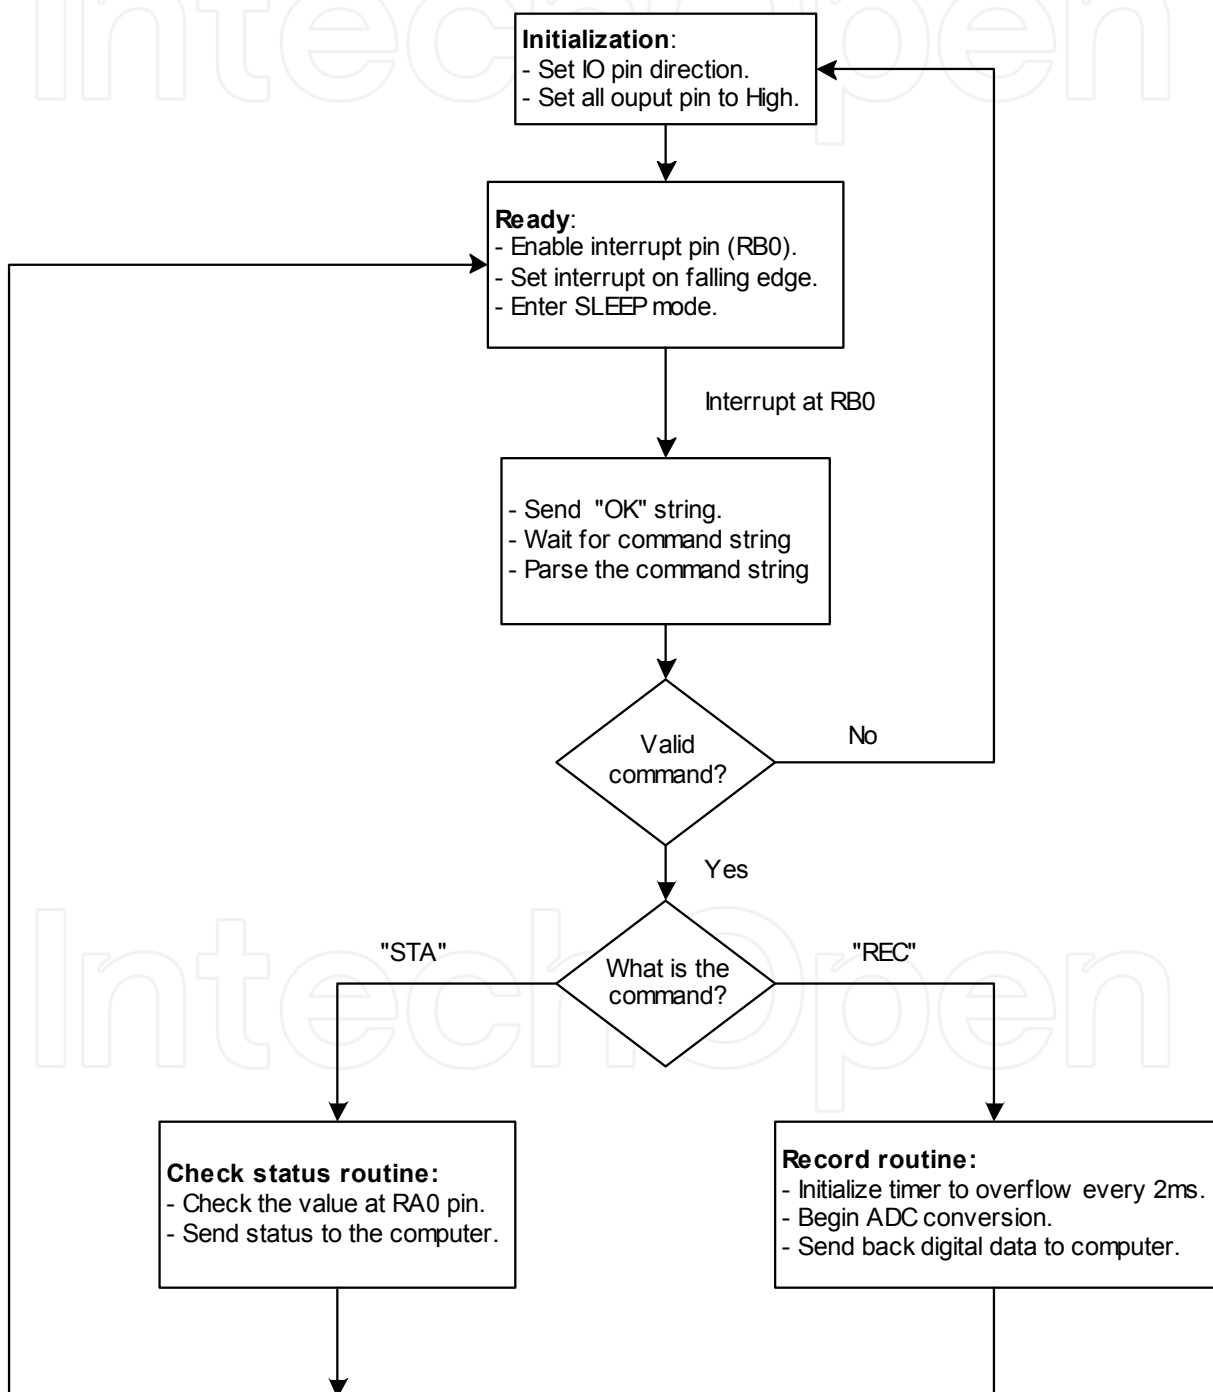 IntechOpen
Initialization:
- Set IO pin direction.
- Set all ouput pin to High.
Ready:
- Enable interrupt pin (RB0).
- Set interrupt on falling edge.
- Enter SLEEP mode.
Interrupt at RB0
- Send "OK" string.
- Wait for command string
- Parse the command string
Valid
command?
No
Yes
IntechOpen
"STA"
"REC"
What is the
command?
Check status routine:
- Check the value at RA0 pin.
- Send status to the computer.
Record routine:
- Initialize timer to overflow every 2ms.
- Begin ADC conversion.
- Send back digital data to computer.